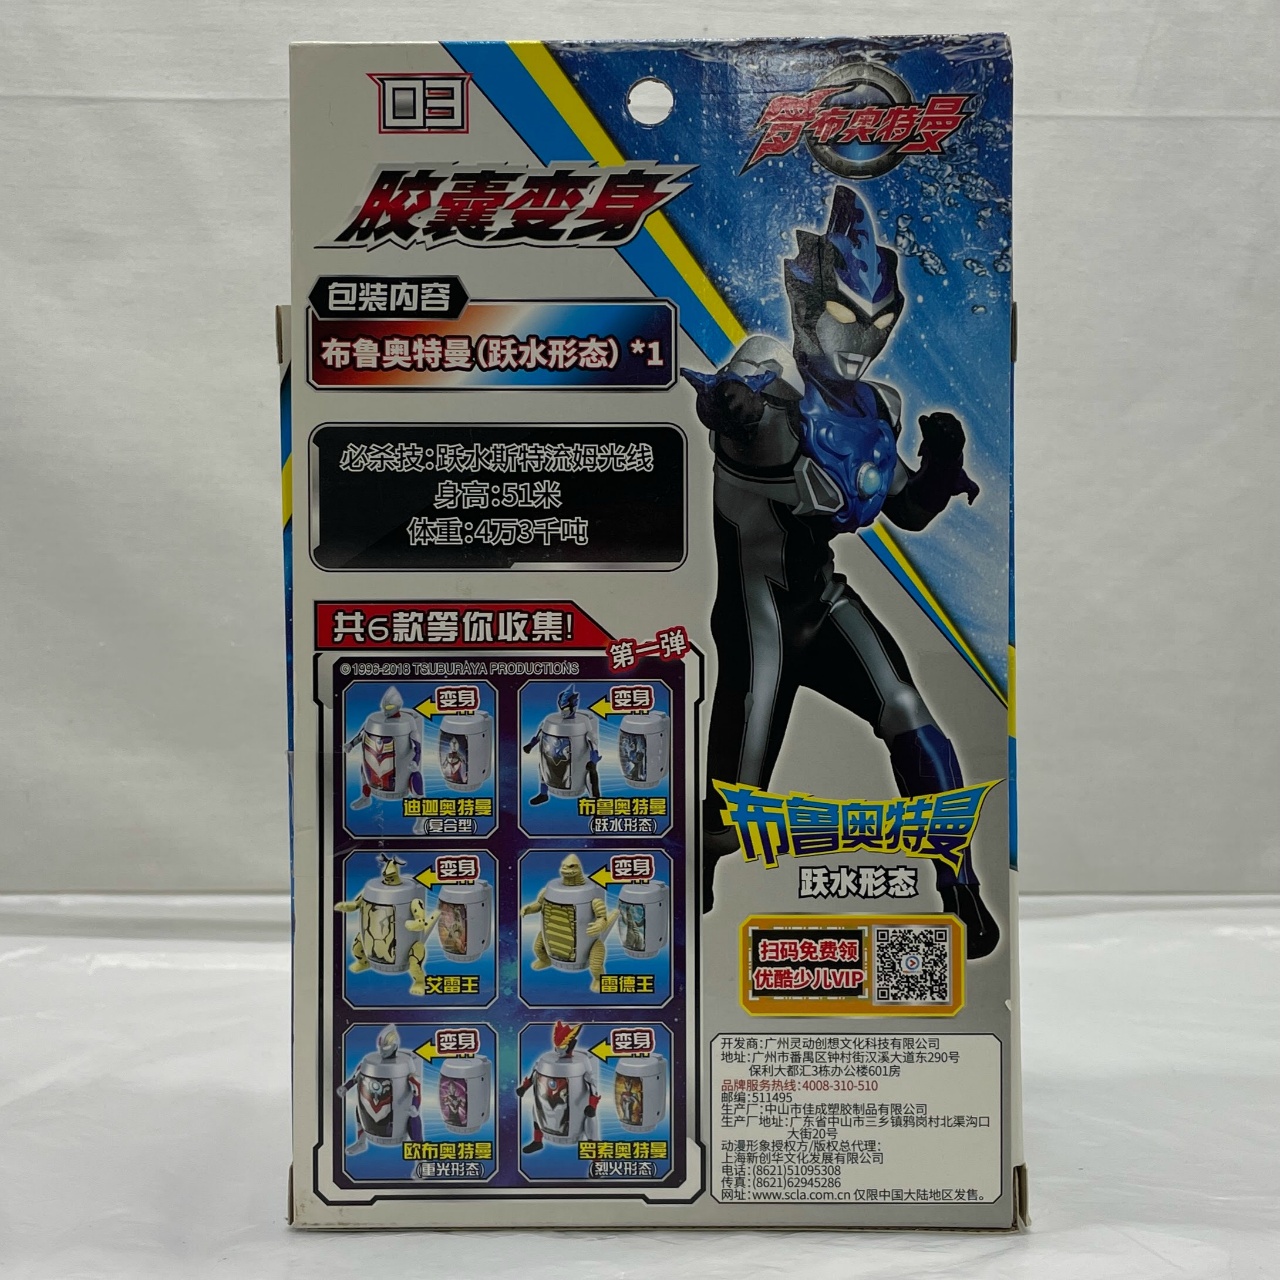 03
罗布奥特曼
胶囊变身
包装内容
布鲁奥特曼(跃水形态) *1
必杀技:跃水斯特流姆光线
身高:51米
体重:4万3千吨
共6款等你收集!
第一弹
©1996-2018 TSUBURAYA PRODUCTIONS
变身
迪迦奥特曼
(复合型)
变身
布鲁奥特曼
(跃水形态)
变身
艾雷王
变身
雷德王
变身
欧布奥特曼
(重光形态)
变身
罗索奥特曼
(烈火形态)
布鲁奥特曼
跃水形态
扫码免费领
优酷少儿VIP
开发商:广州灵动创想文化科技有限公司
地址:广州市番禺区钟村街汉溪大道东290号
保利大都汇3栋办公楼601房
品牌服务热线:4008-310-510
邮编:511495
生产厂:中山市佳成塑胶制品有限公司
生产厂地址:广东省中山市三乡镇鸦岗村北渠沟口
大街20号
动漫形象授权方/版权总代理:
上海新创华文化发展有限公司
电话:(8621)51095308
传真:(8621)62945286
网址:www.scla.com.cn 仅限中国大陆地区发售。